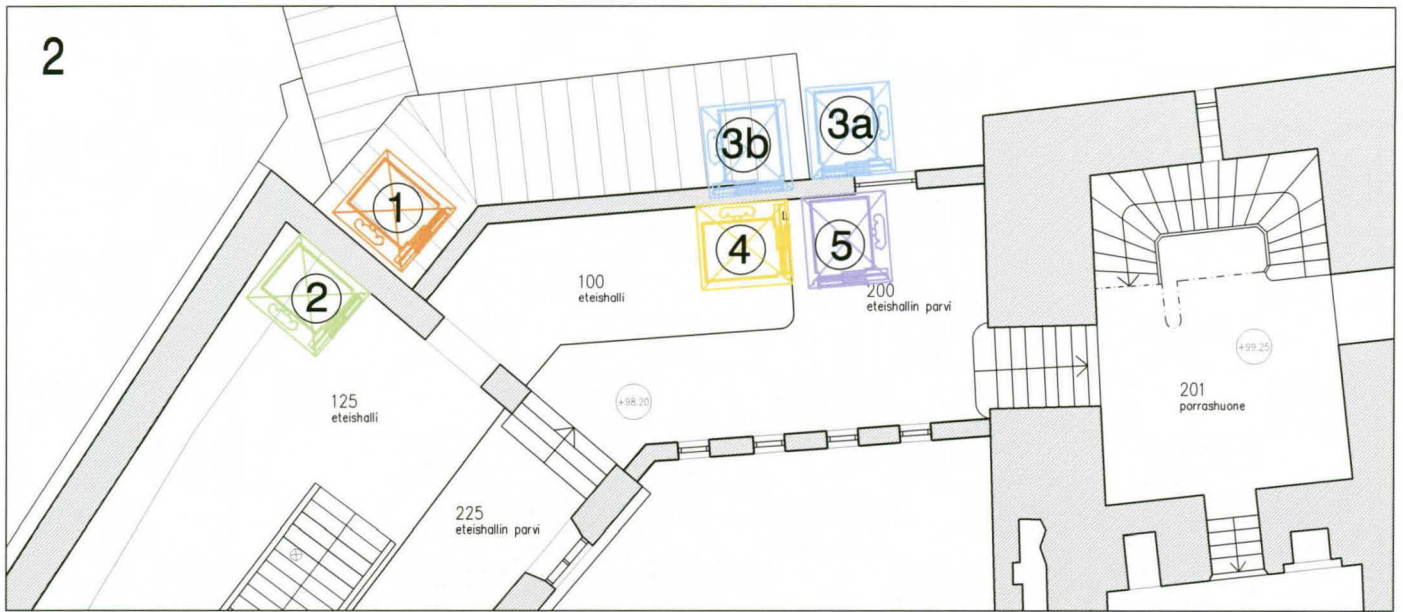 2
1
3b
3a
2
4
5
100
eteishalli
200
eteishallin parvi
+99.25
125
eteishalli
+98.20
201
porrashuone
225
eteishallin parvi